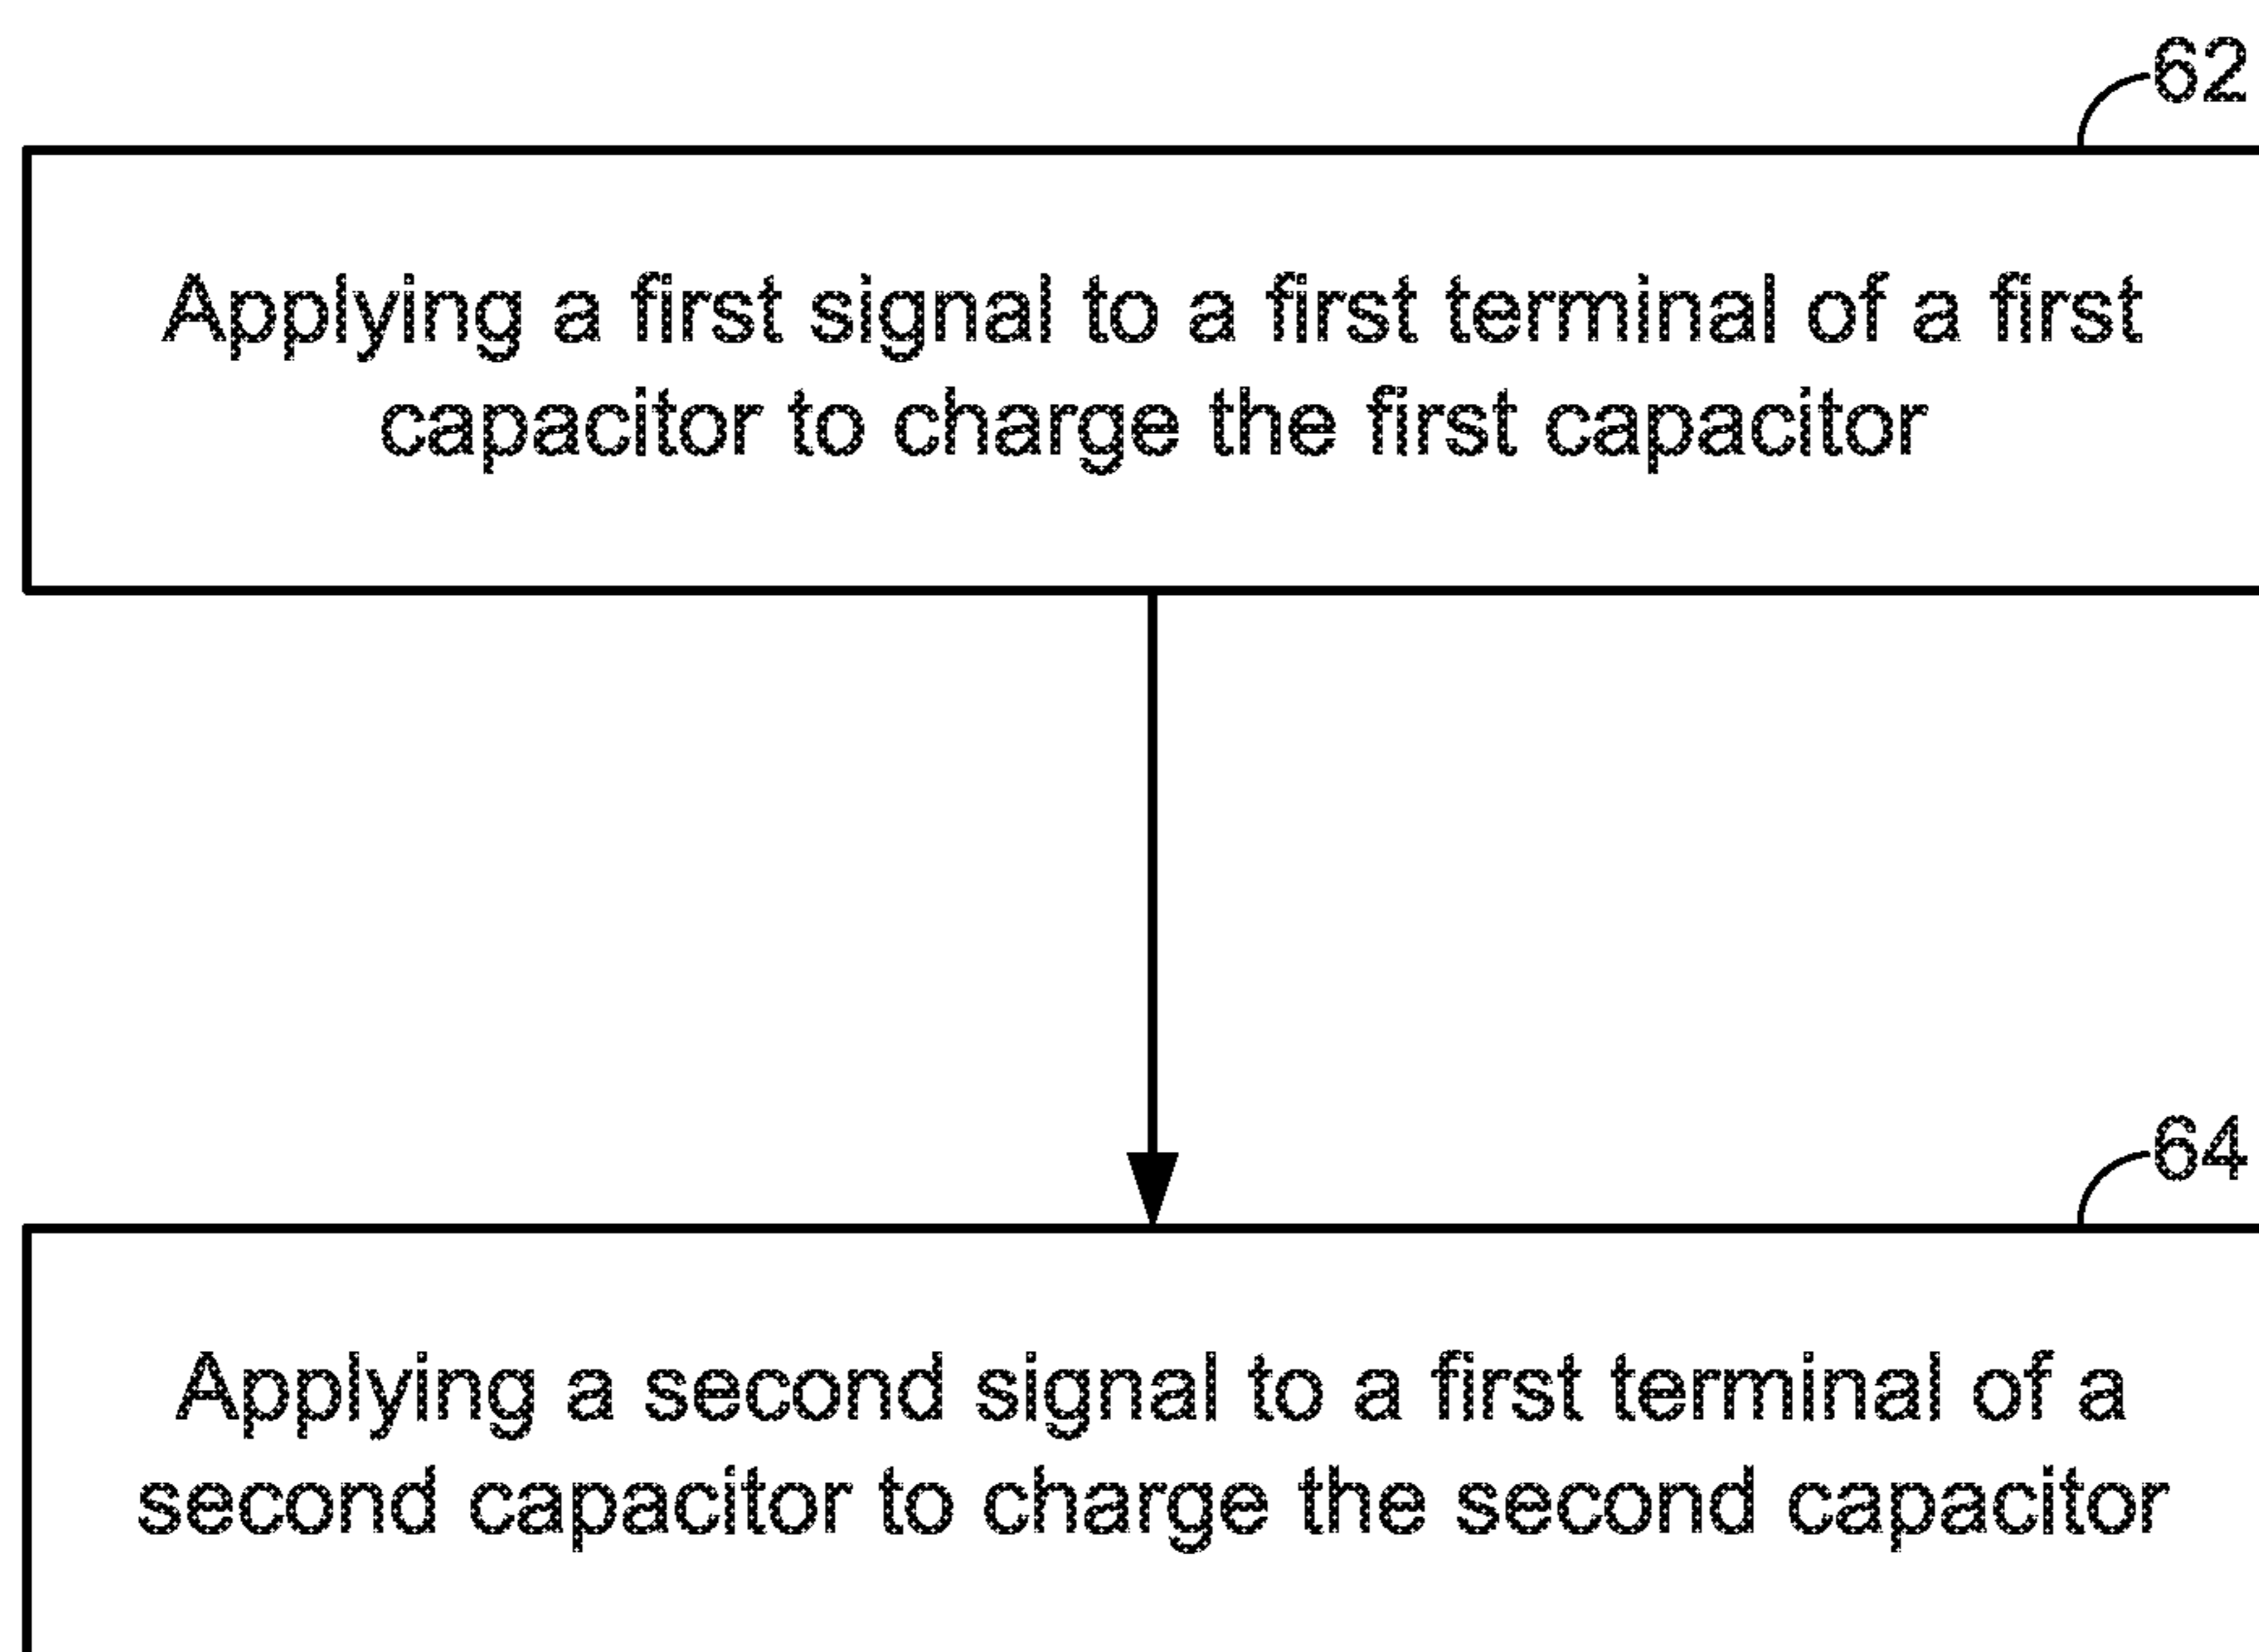 62
Applying a first signal to a first terminal of a first
capacitor to charge the first capacitor
64
Applying a second signal to a first terminal of a
second capacitor to charge the second capacitor